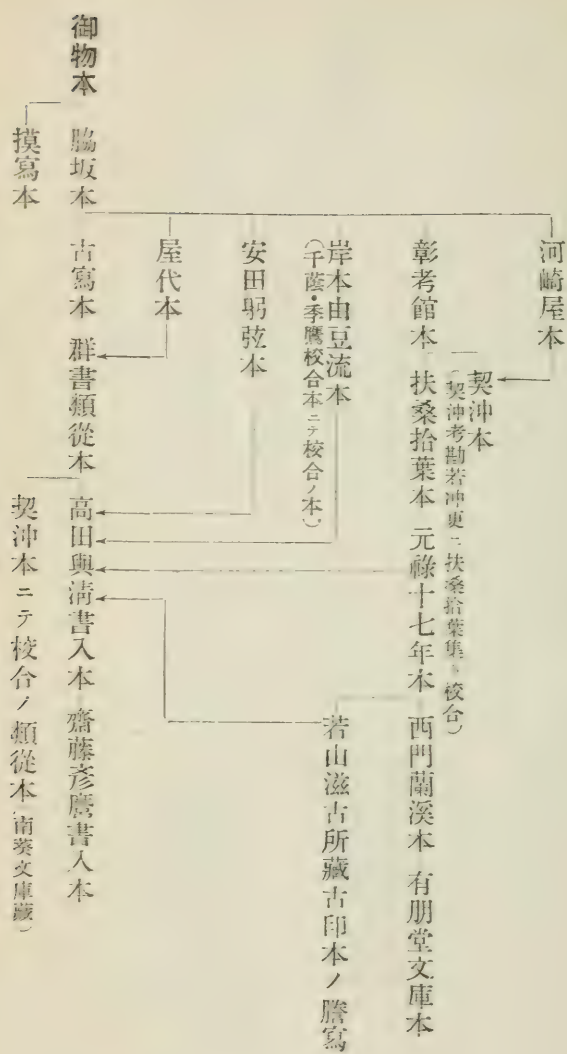 河崎屋本
契沖本
(契沖考勘若冲更ニ扶桑拾葉集ト校合)
彰考館本 扶桑拾葉本 元祿十七年本 西門蘭溪本 有朋堂文庫本
若山滋古所藏古印本ノ謄寫
岸本由豆流本
(千蔭・季鷹校合本ニテ校合ノ本)
安田躬弦本
屋代本
御物本 脇坂本 古寫本 群書類從本 高田與淸書入本 齋藤彥麿書入本
摸寫本 契沖本ニテ校合ノ類從本(南葵文庫藏)